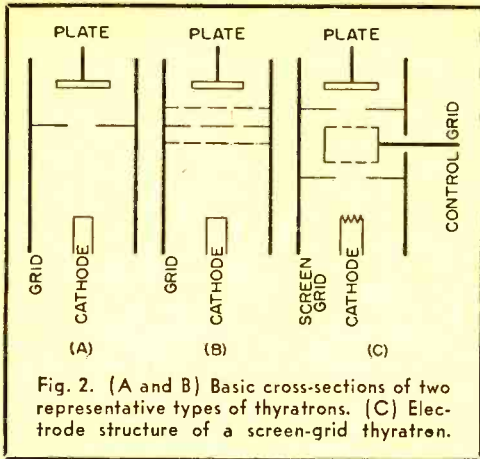 PLATE
PLATE
PLATE
GRID
CATHODE
GRID
CATHODE
SCREEN
GRID
CATHODE
CONTROL GRID
(A)
(B)
(C)
Fig. 2. (A and B) Basic cross-sections of two
representative types of thyratrons. (C) Elec-
trode structure of a screen-grid thyratron.